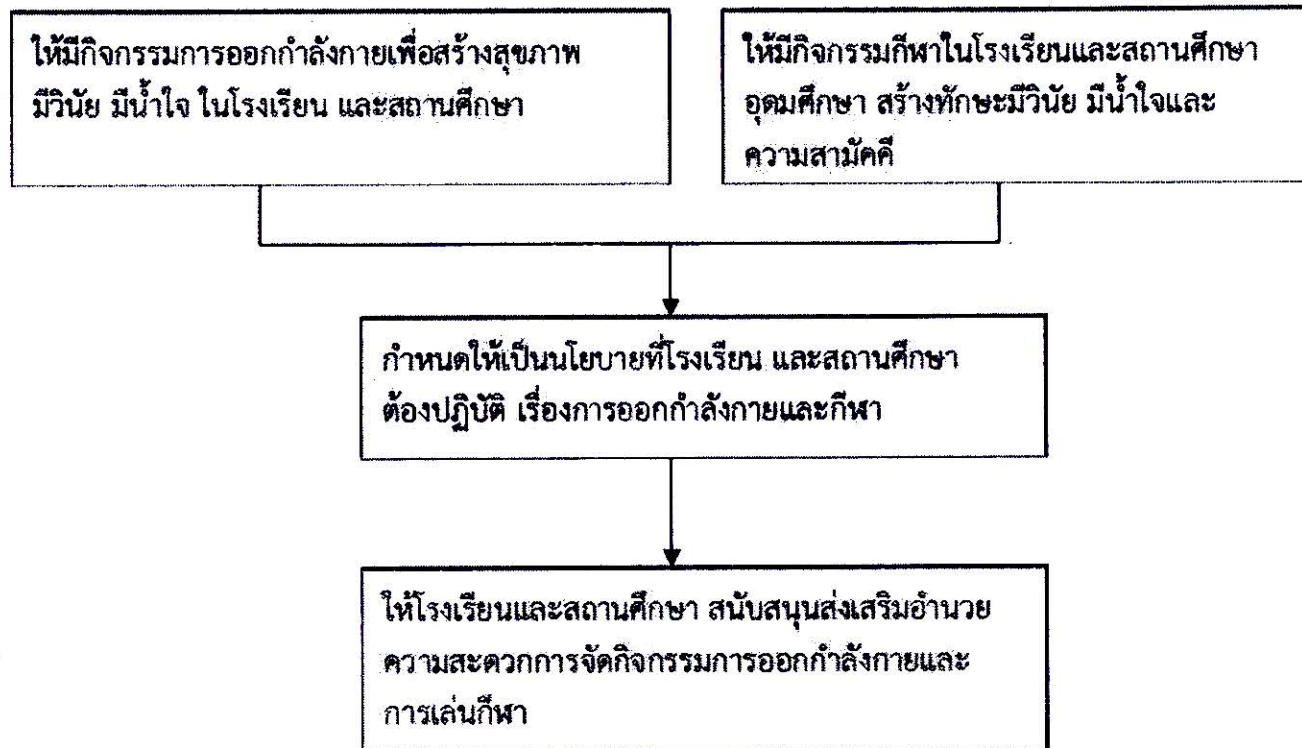 ให้มีกิจกรรมการออกกำลังกายเพื่อสร้างสุขภาพ
มีวินัย มีน้ำใจ ในโรงเรียน และสถานศึกษา
ให้มีกิจกรรมกีฬาในโรงเรียนและสถานศึกษา
อุดมศึกษา สร้างทักษะมีวินัย มีน้ำใจและ
ความสามัคคี
กำหนดให้เป็นนโยบายที่โรงเรียน และสถานศึกษา
ต้องปฏิบัติ เรื่องการออกกำลังกายและกีฬา
ให้โรงเรียนและสถานศึกษา สนับสนุนส่งเสริมอำนวย
ความสะดวกการจัดกิจกรรมการออกกำลังกายและ
การเล่นกีฬา